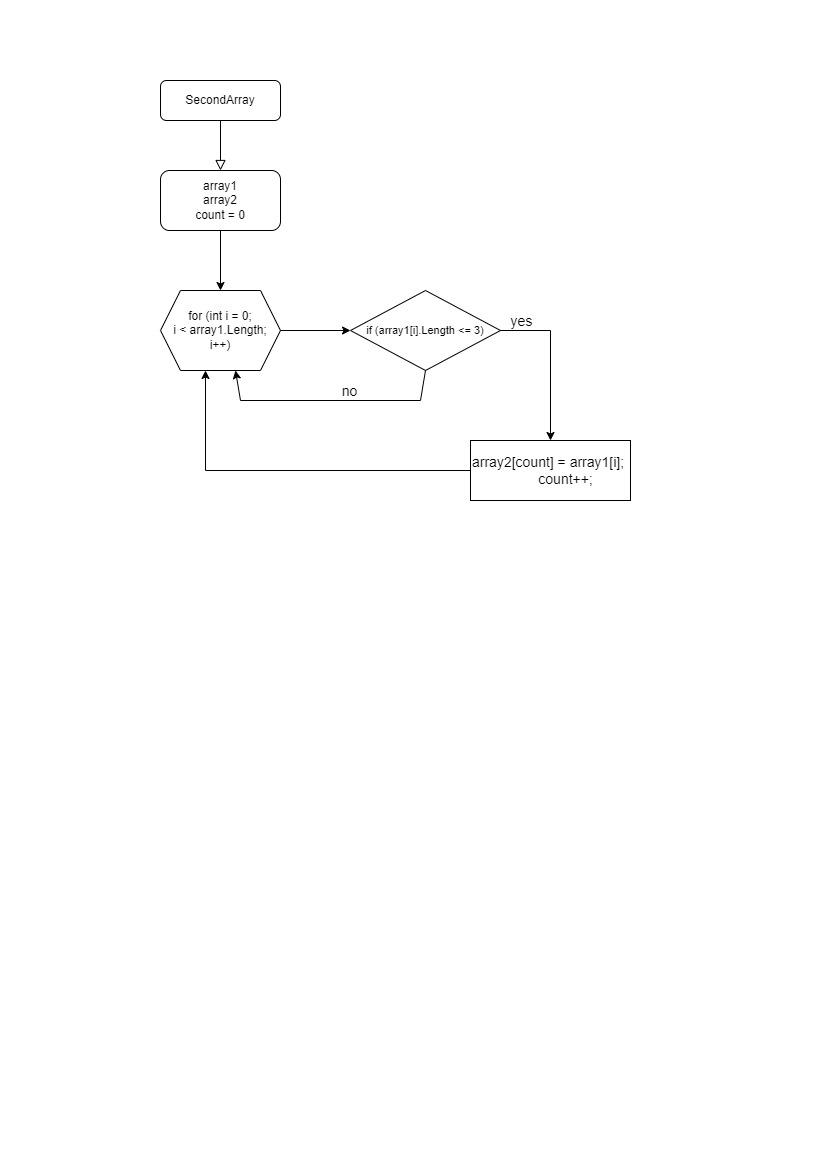 SecondArray
array1
array2
count = 0
for (int i = 0;
i < array1.Length;
i++)
if (array1[i].Length <= 3)
yes
no
array2[count] = array1[i];
count++;